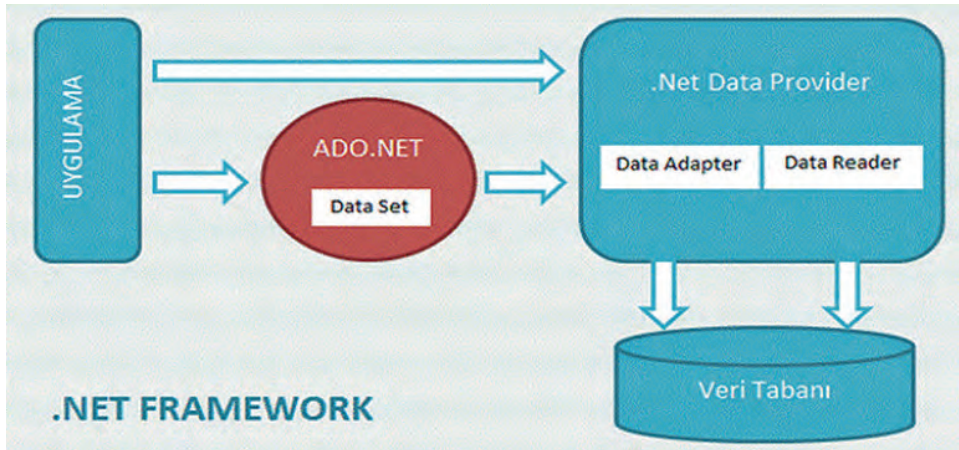 UYGULAMA
ADO.NET
Data Set
.Net Data Provider
Data Adapter
Data Reader
Veri Tabanı
.NET FRAMEWORK